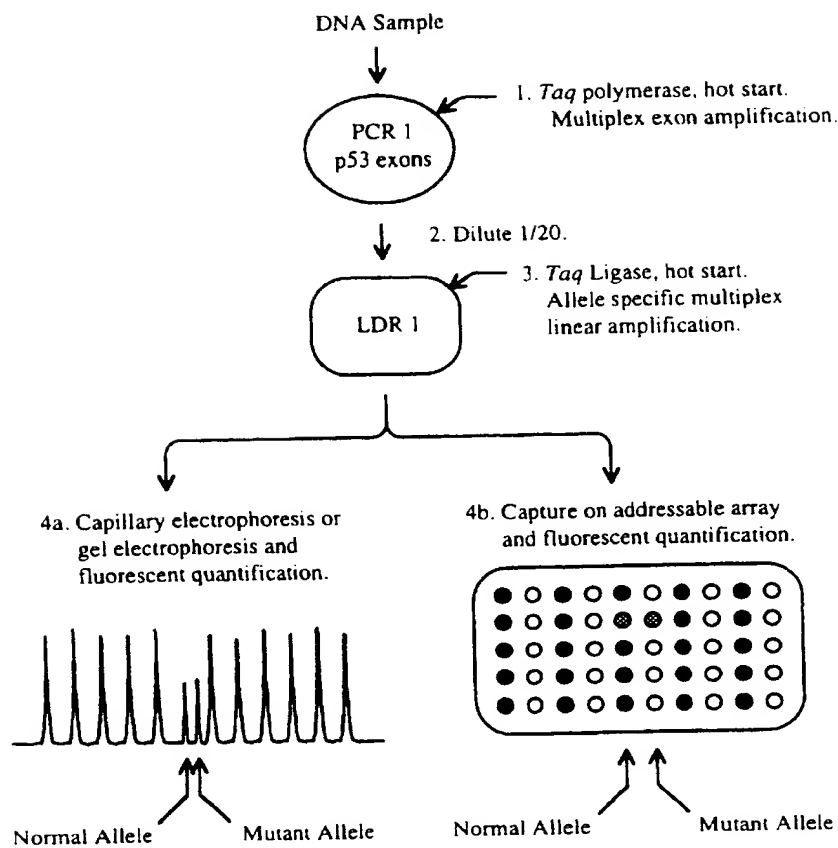 DNA Sample
PCR 1
p53 exons
1. Taq polymerase, hot start.
Multiplex exon amplification.
2. Dilute 1/20.
LDR 1
3. Taq Ligase, hot start.
Allele specific multiplex
linear amplification.
4a. Capillary electrophoresis or
gel electrophoresis and
fluorescent quantification.
4b. Capture on addressable array
and fluorescent quantification.
Normal Allele
Mutant Allele
Normal Allele
Mutant Allele